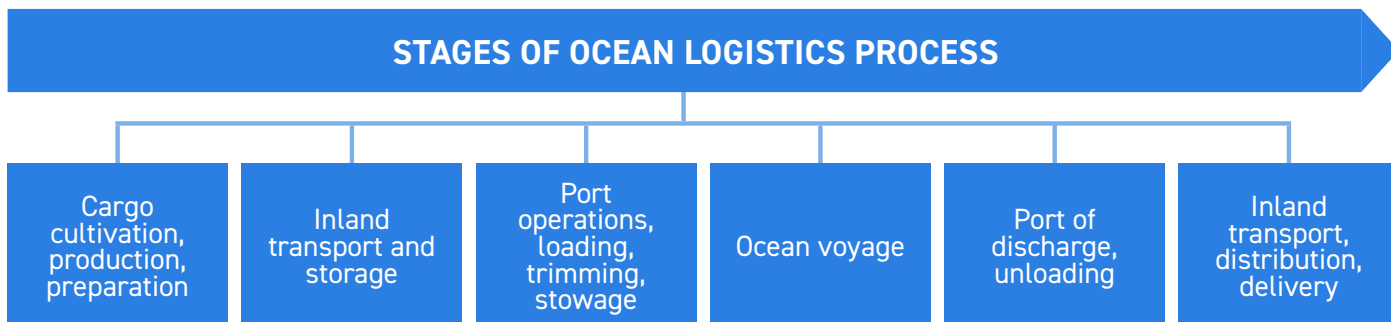 STAGES OF OCEAN LOGISTICS PROCESS
Cargo
cultivation,
production,
preparation
Inland
transport and
storage
Port
operations,
loading,
trimming,
stowage
Ocean voyage
Port of
discharge,
unloading
Inland
transport,
distribution,
delivery